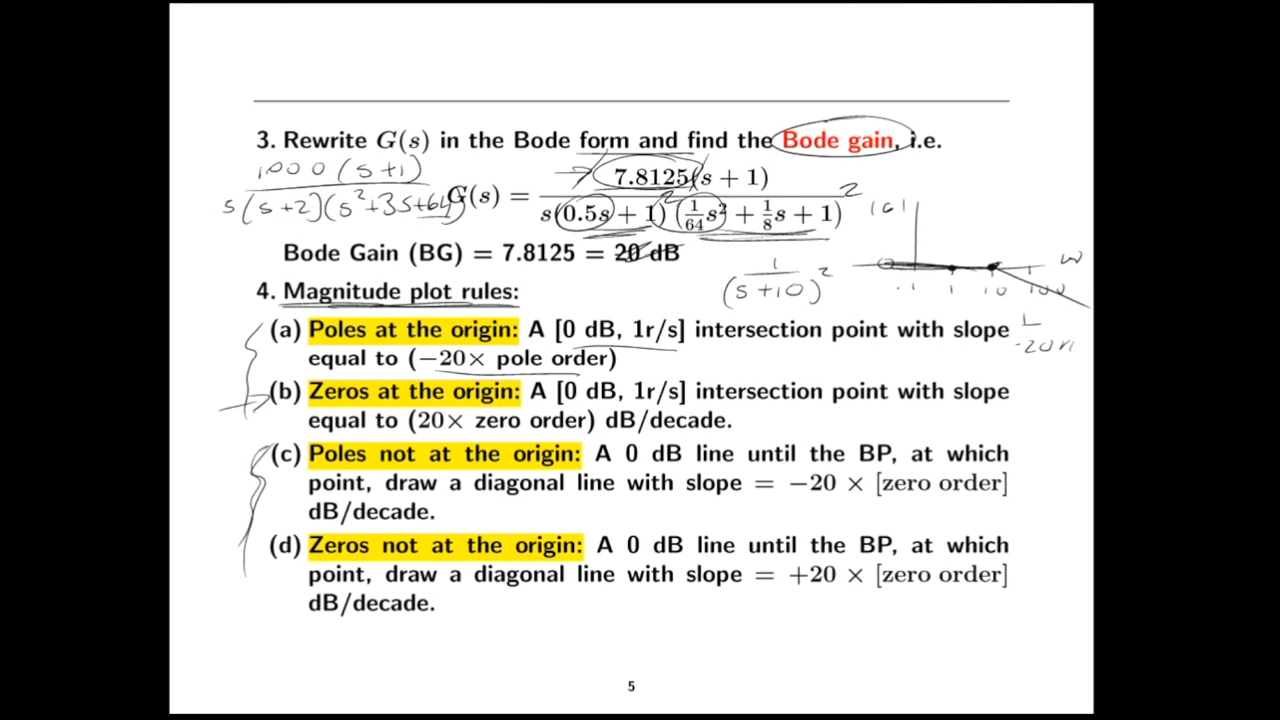 3. Rewrite G(s) in the Bode form and find the Bode gain, i.e.
1000 (s+1)
s(s+2)(s²+3s+64)
G(s) = 7.8125(s + 1) / s(0.5s + 1)² (1/64 s² + 1/8 s + 1)²
|G|
Bode Gain (BG) = 7.8125 = 20 dB
1 / (s+10)²
ω
.1 1 10 100
4. Magnitude plot rules:
(a) Poles at the origin: A [0 dB, 1r/s] intersection point with slope
equal to (−20× pole order)
(b) Zeros at the origin: A [0 dB, 1r/s] intersection point with slope
equal to (20× zero order) dB/decade.
(c) Poles not at the origin: A 0 dB line until the BP, at which
point, draw a diagonal line with slope = −20 × [zero order]
dB/decade.
(d) Zeros not at the origin: A 0 dB line until the BP, at which
point, draw a diagonal line with slope = +20 × [zero order]
dB/decade.
5